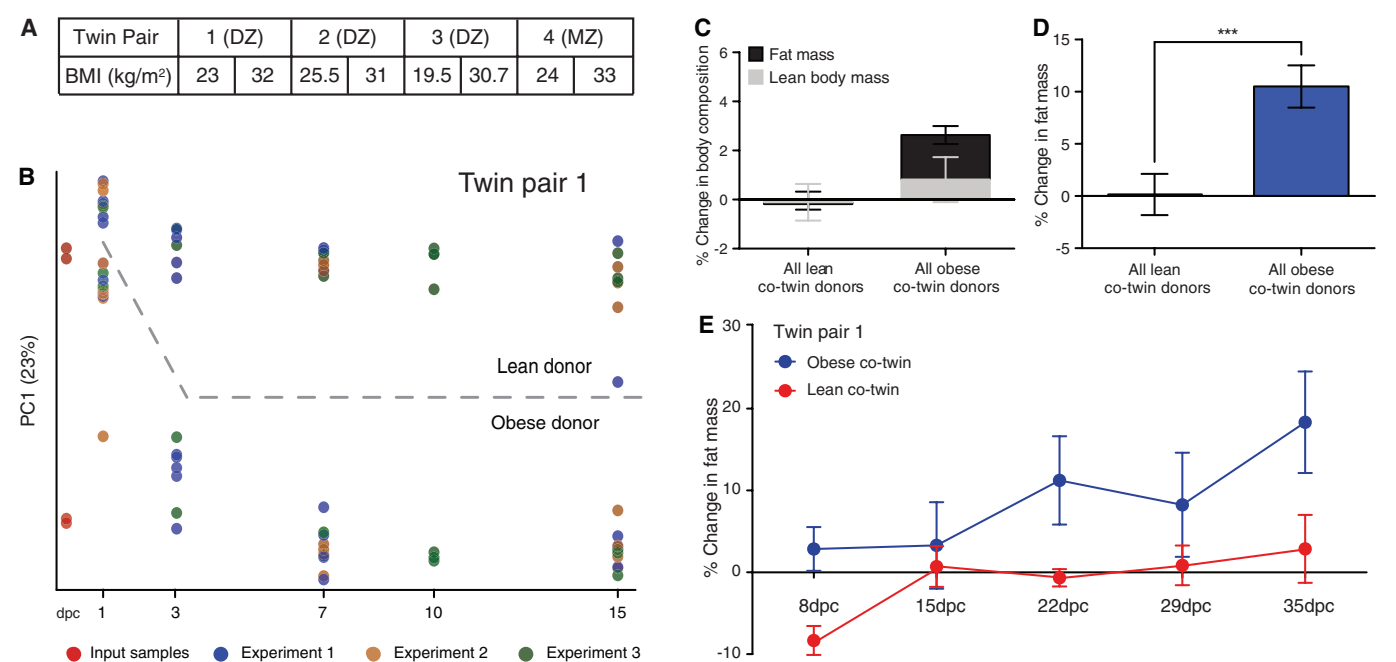 A
Twin Pair 1 (DZ) 2 (DZ) 3 (DZ) 4 (MZ)
BMI (kg/m²) 23 32 25.5 31 19.5 30.7 24 33
B
Twin pair 1
PC1 (23%)
Lean donor
Obese donor
dpc 1 3 7 10 15
Input samples Experiment 1 Experiment 2 Experiment 3
C
% Change in body composition
6
4
2
0
-2
Fat mass
Lean body mass
All lean
co-twin donors
All obese
co-twin donors
D
% Change in fat mass
15
10
5
0
-5
***
All lean
co-twin donors
All obese
co-twin donors
E
% Change in fat mass
30
20
10
0
-10
Twin pair 1
Obese co-twin
Lean co-twin
8dpc 15dpc 22dpc 29dpc 35dpc